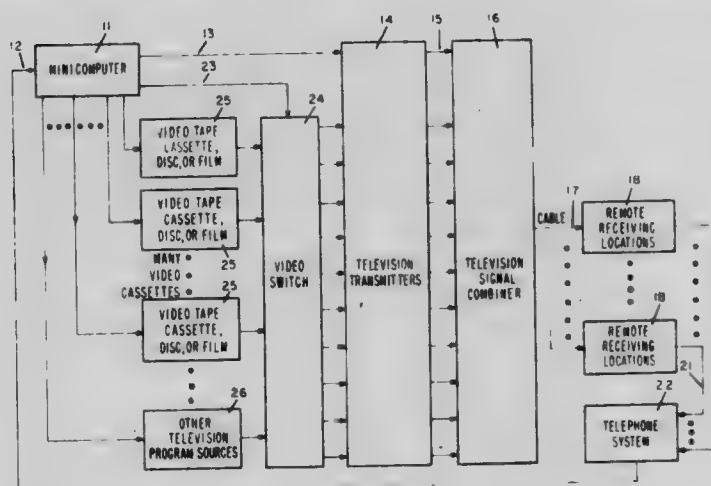 12
11
MINICOMPUTER
13
23
25
VIDEO TAPE
CASSETTE,
DISC, OR FILM
VIDEO TAPE
CASSETTE,
DISC, OR FILM
25
MANY
VIDEO
CASSETTES
25
VIDEO TAPE
CASSETTE,
DISC, OR FILM
26
OTHER
TELEVISION
PROGRAM SOURCES
24
VIDEO
SWITCH
14
TELEVISION
TRANSMITTERS
15
16
TELEVISION
SIGNAL
COMBINER
CABLE
17
18
REMOTE
RECEIVING
LOCATIONS
18
REMOTE
RECEIVING
LOCATIONS
21
22
TELEPHONE
SYSTEM